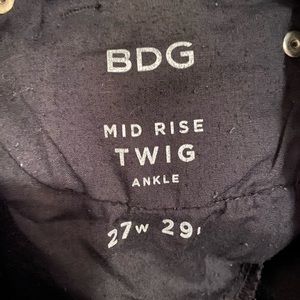 BDG
MID RISE
TWIG
ANKLE
27W 29L